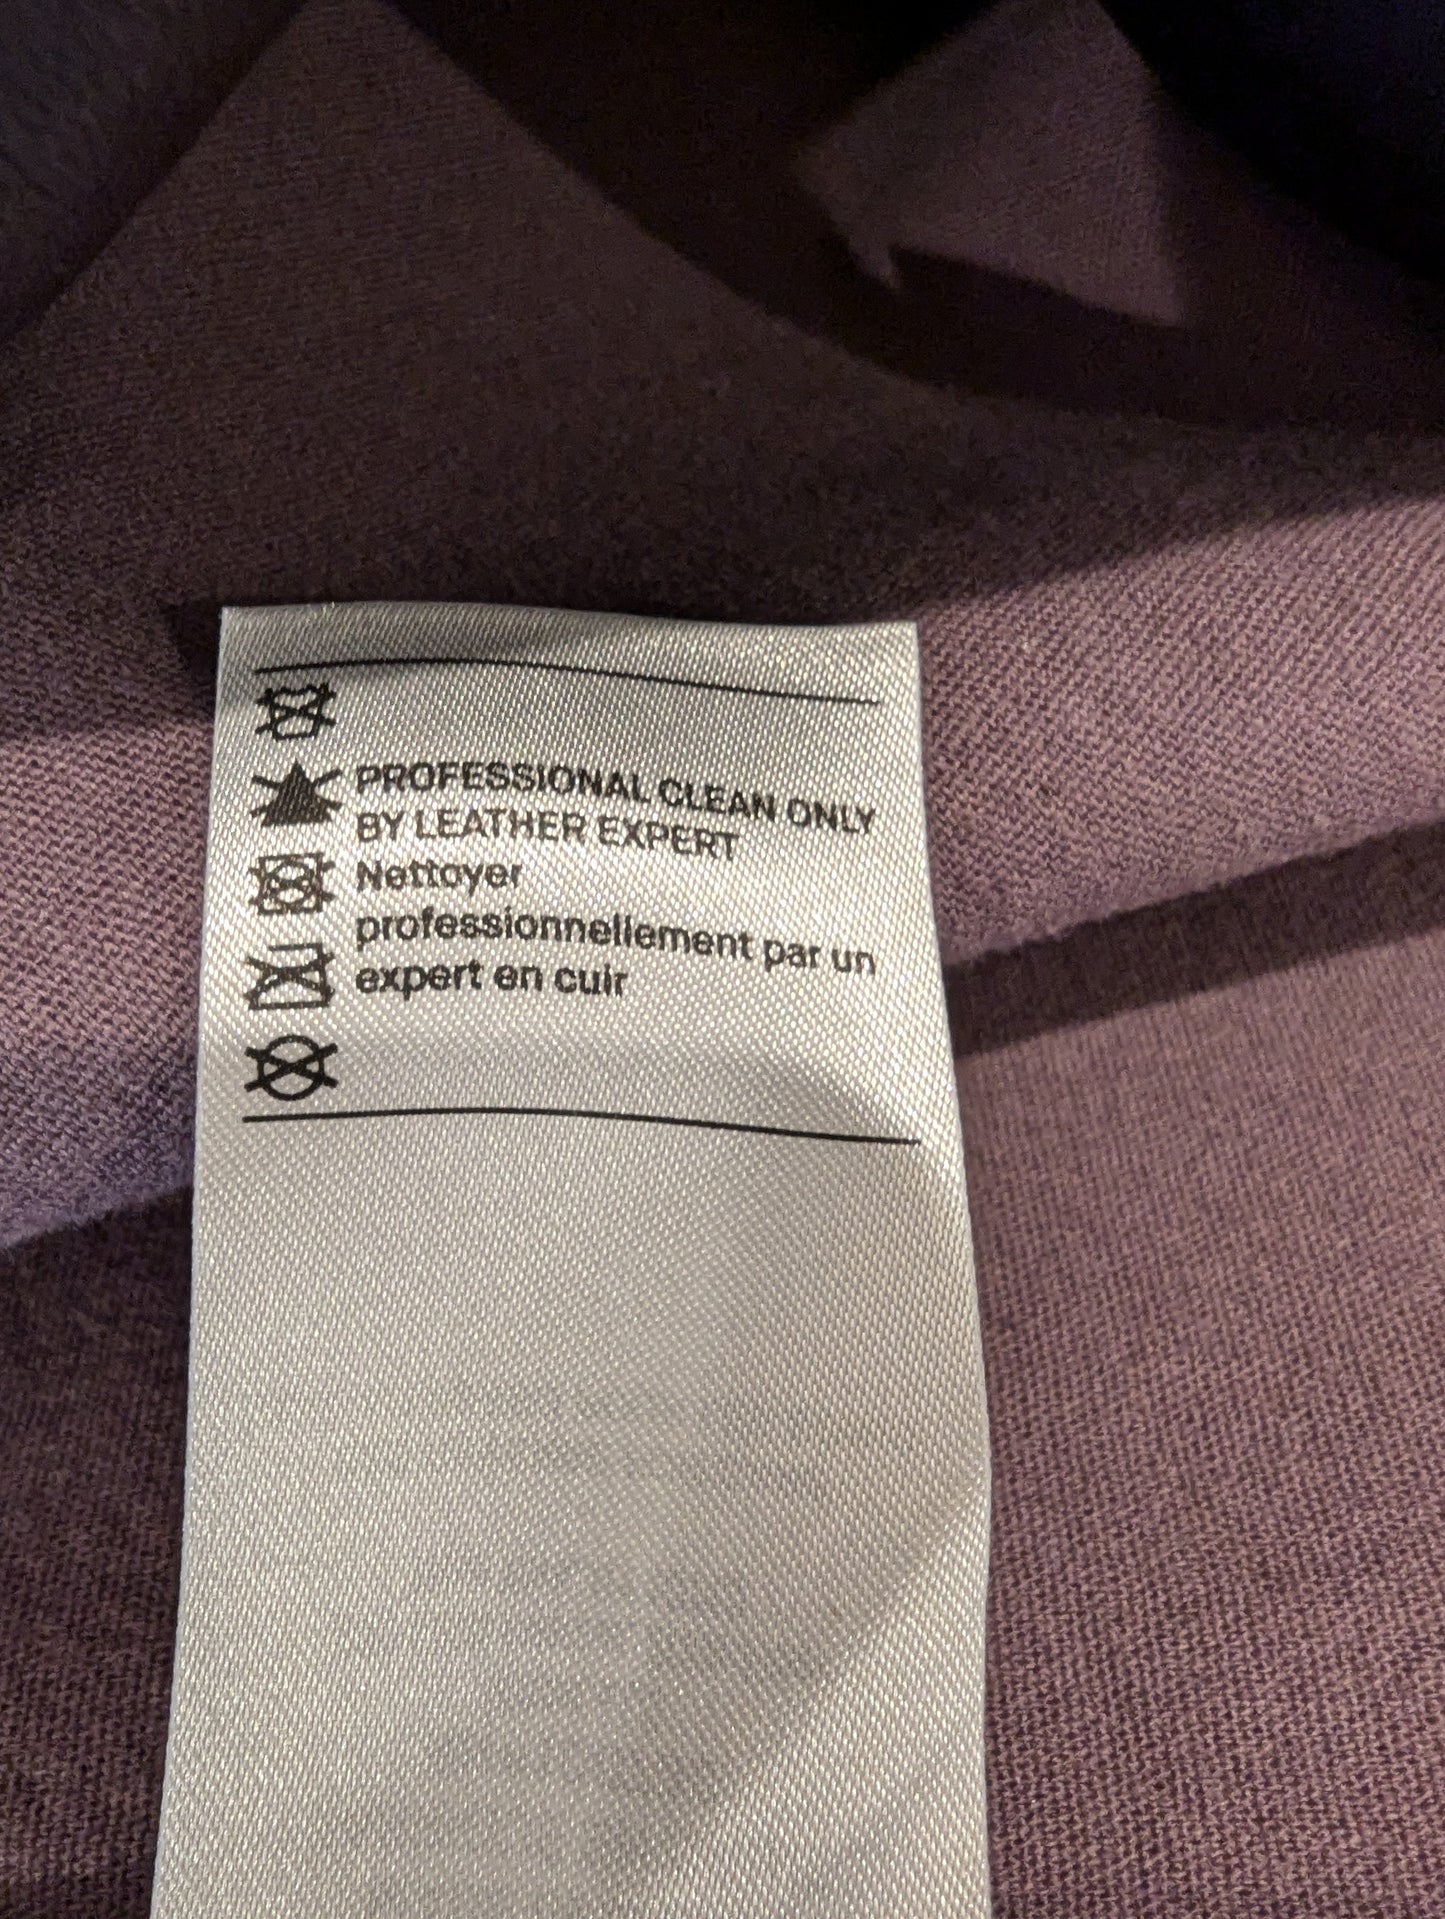 PROFESSIONAL CLEAN ONLY
BY LEATHER EXPERT
Nettoyer
professionnellement par un
expert en cuir